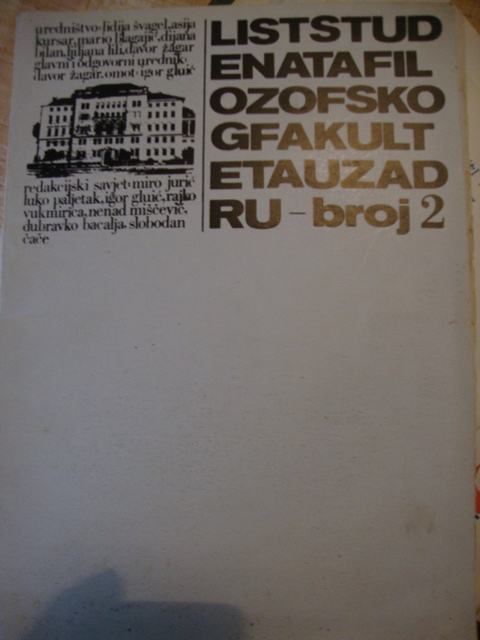 uredništvo: lidija švagel, asija
kursar, mario blagajić, dijana
bilan, ljiljana lili, davor žagar
glavni i odgovorni urednik
davor žagar. omot: igor gluić
redakcijski savjet: miro jurić
luko paljetak, igor gluić, rajko
vukmirica, nenad miščević,
dubravko bacalja, slobodan
čače
LISTSTUD
ENATAFIL
OZOFSKO
GFAKULT
ETAUZAD
RU – broj 2